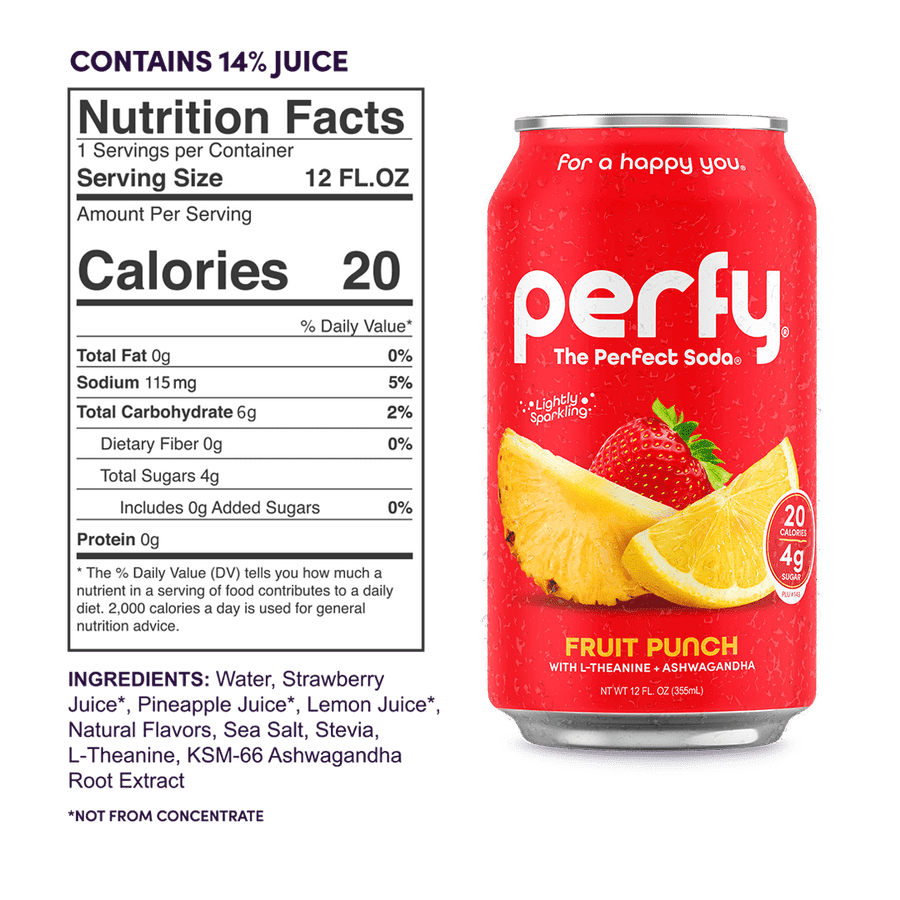 CONTAINS 14% JUICE
Nutrition Facts
1 Servings per Container
Serving Size 12 FL.OZ
Amount Per Serving
Calories 20
% Daily Value*
Total Fat 0g 0%
Sodium 115 mg 5%
Total Carbohydrate 6g 2%
Dietary Fiber 0g 0%
Total Sugars 4g
Includes 0g Added Sugars 0%
Protein 0g
* The % Daily Value (DV) tells you how much a
nutrient in a serving of food contributes to a daily
diet. 2,000 calories a day is used for general
nutrition advice.
INGREDIENTS: Water, Strawberry
Juice*, Pineapple Juice*, Lemon Juice*,
Natural Flavors, Sea Salt, Stevia,
L-Theanine, KSM-66 Ashwagandha
Root Extract
*NOT FROM CONCENTRATE
for a happy you®
perfy®
The Perfect Soda®
Lightly
Sparkling
20
CALORIES
4g
SUGAR
PLU #143
FRUIT PUNCH
WITH L-THEANINE + ASHWAGANDHA
NT WT 12 FL. OZ (355mL)